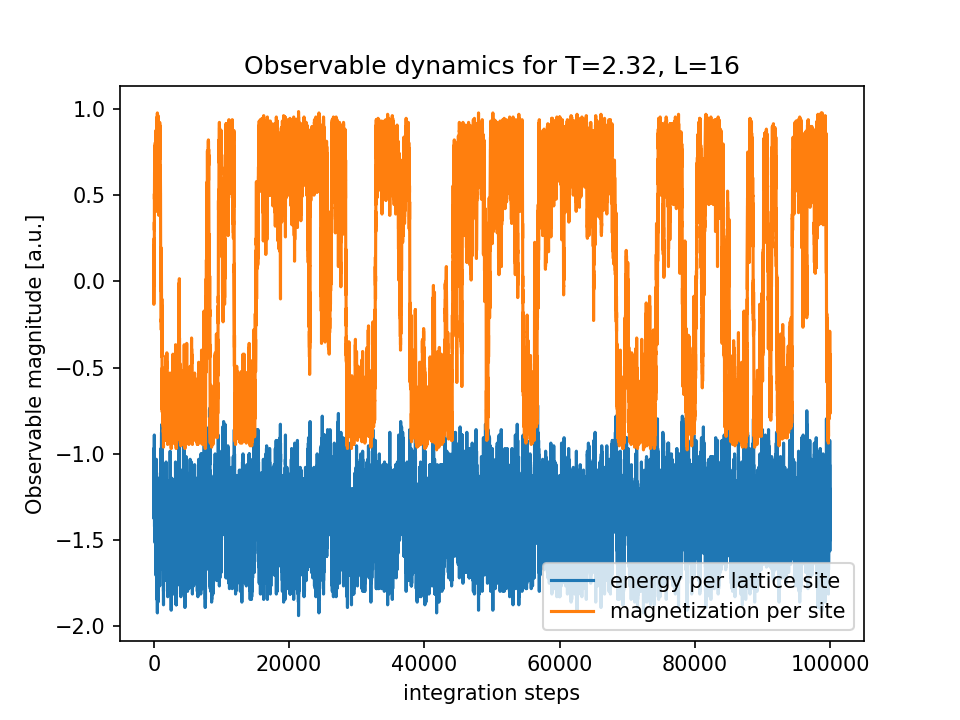 Observable dynamics for T=2.32, L=16
Observable magnitude [a.u.]
1.0
0.5
0.0
−0.5
−1.0
−1.5
−2.0
energy per lattice site
magnetization per site
0 20000 40000 60000 80000 100000
integration steps